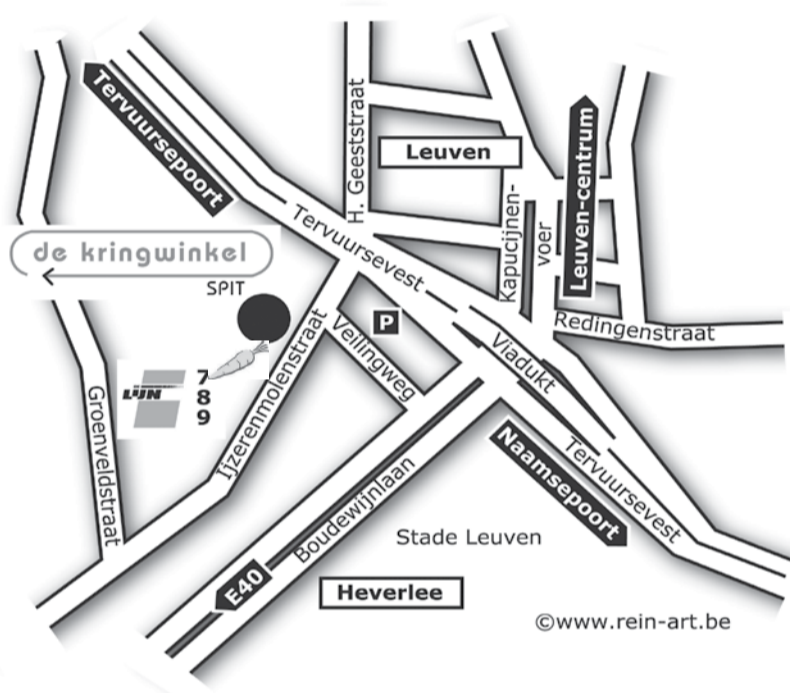 Tervuursepoort
H. Geeststraat
Leuven
Kapucijnen-
voer
Leuven-centrum
Tervuursevest
de kringwinkel
SPIT
P
Veilingweg
Redingenstraat
Viadukt
LIJN
7
8
9
Ijzerenmolenstraat
Groenveldstraat
Boudewijnlaan
Naamsepoort
Tervuursevest
Stade Leuven
E40
Heverlee
©www.rein-art.be